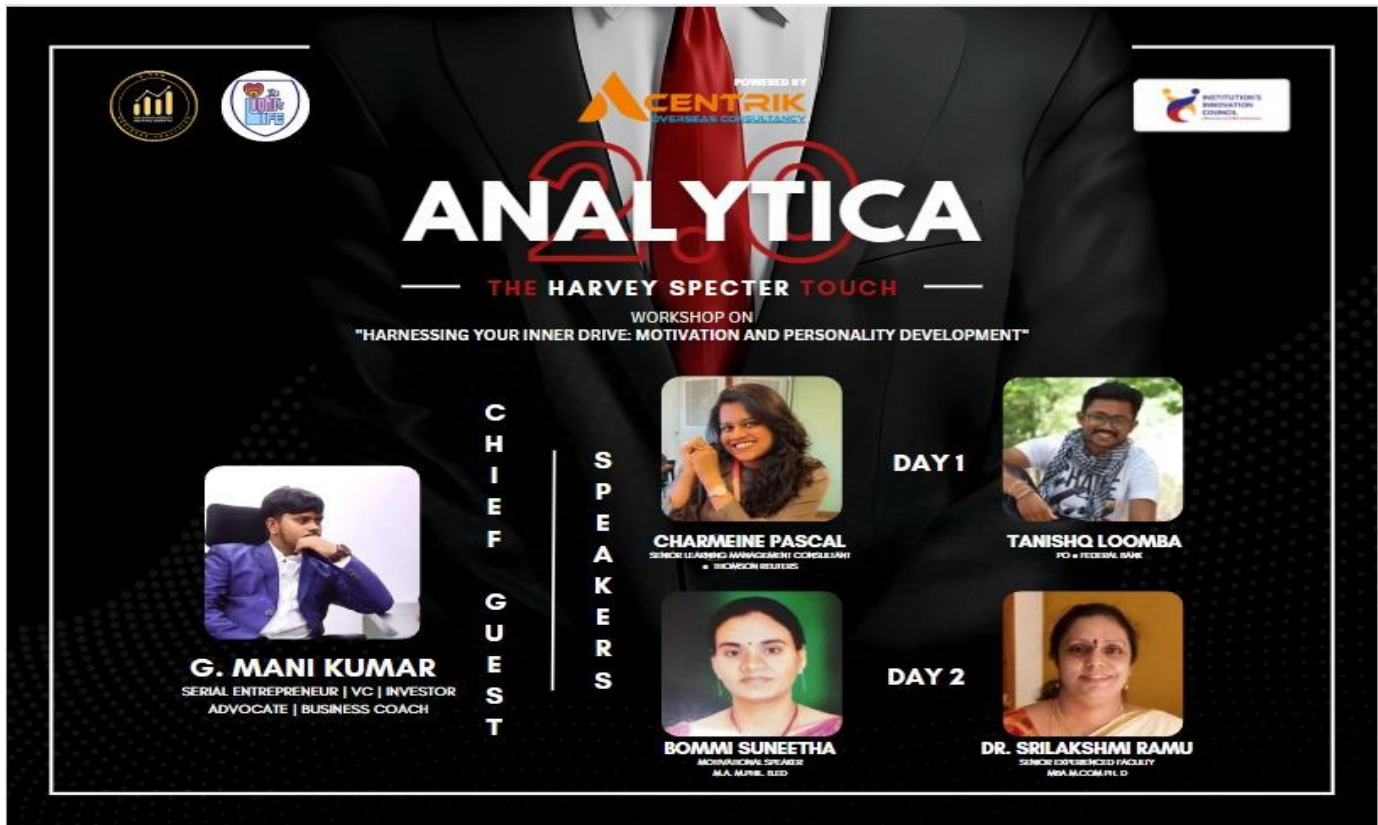 POWERED BY
ACENTRIK
OVERSEAS CONSULTANCY
INSTITUTION'S
INNOVATION
COUNCIL
2.0
ANALYTICA
THE HARVEY SPECTER TOUCH
WORKSHOP ON
"HARNESSING YOUR INNER DRIVE: MOTIVATION AND PERSONALITY DEVELOPMENT"
CHIEF GUEST
G. MANI KUMAR
SERIAL ENTREPRENEUR | VC | INVESTOR
ADVOCATE | BUSINESS COACH
SPEAKERS
DAY 1
CHARMEINE PASCAL
SENIOR LEARNING MANAGEMENT CONSULTANT
@ THOMSON REUTERS
TANISHQ LOOMBA
PO @ FEDERAL BANK
DAY 2
BOMMI SUNEETHA
MOTIVATIONAL SPEAKER
M.A. M.PHIL. B.ED
DR. SRILAKSHMI RAMU
SENIOR EXPERIENCED FACULTY
MBA.M.COM PH. D